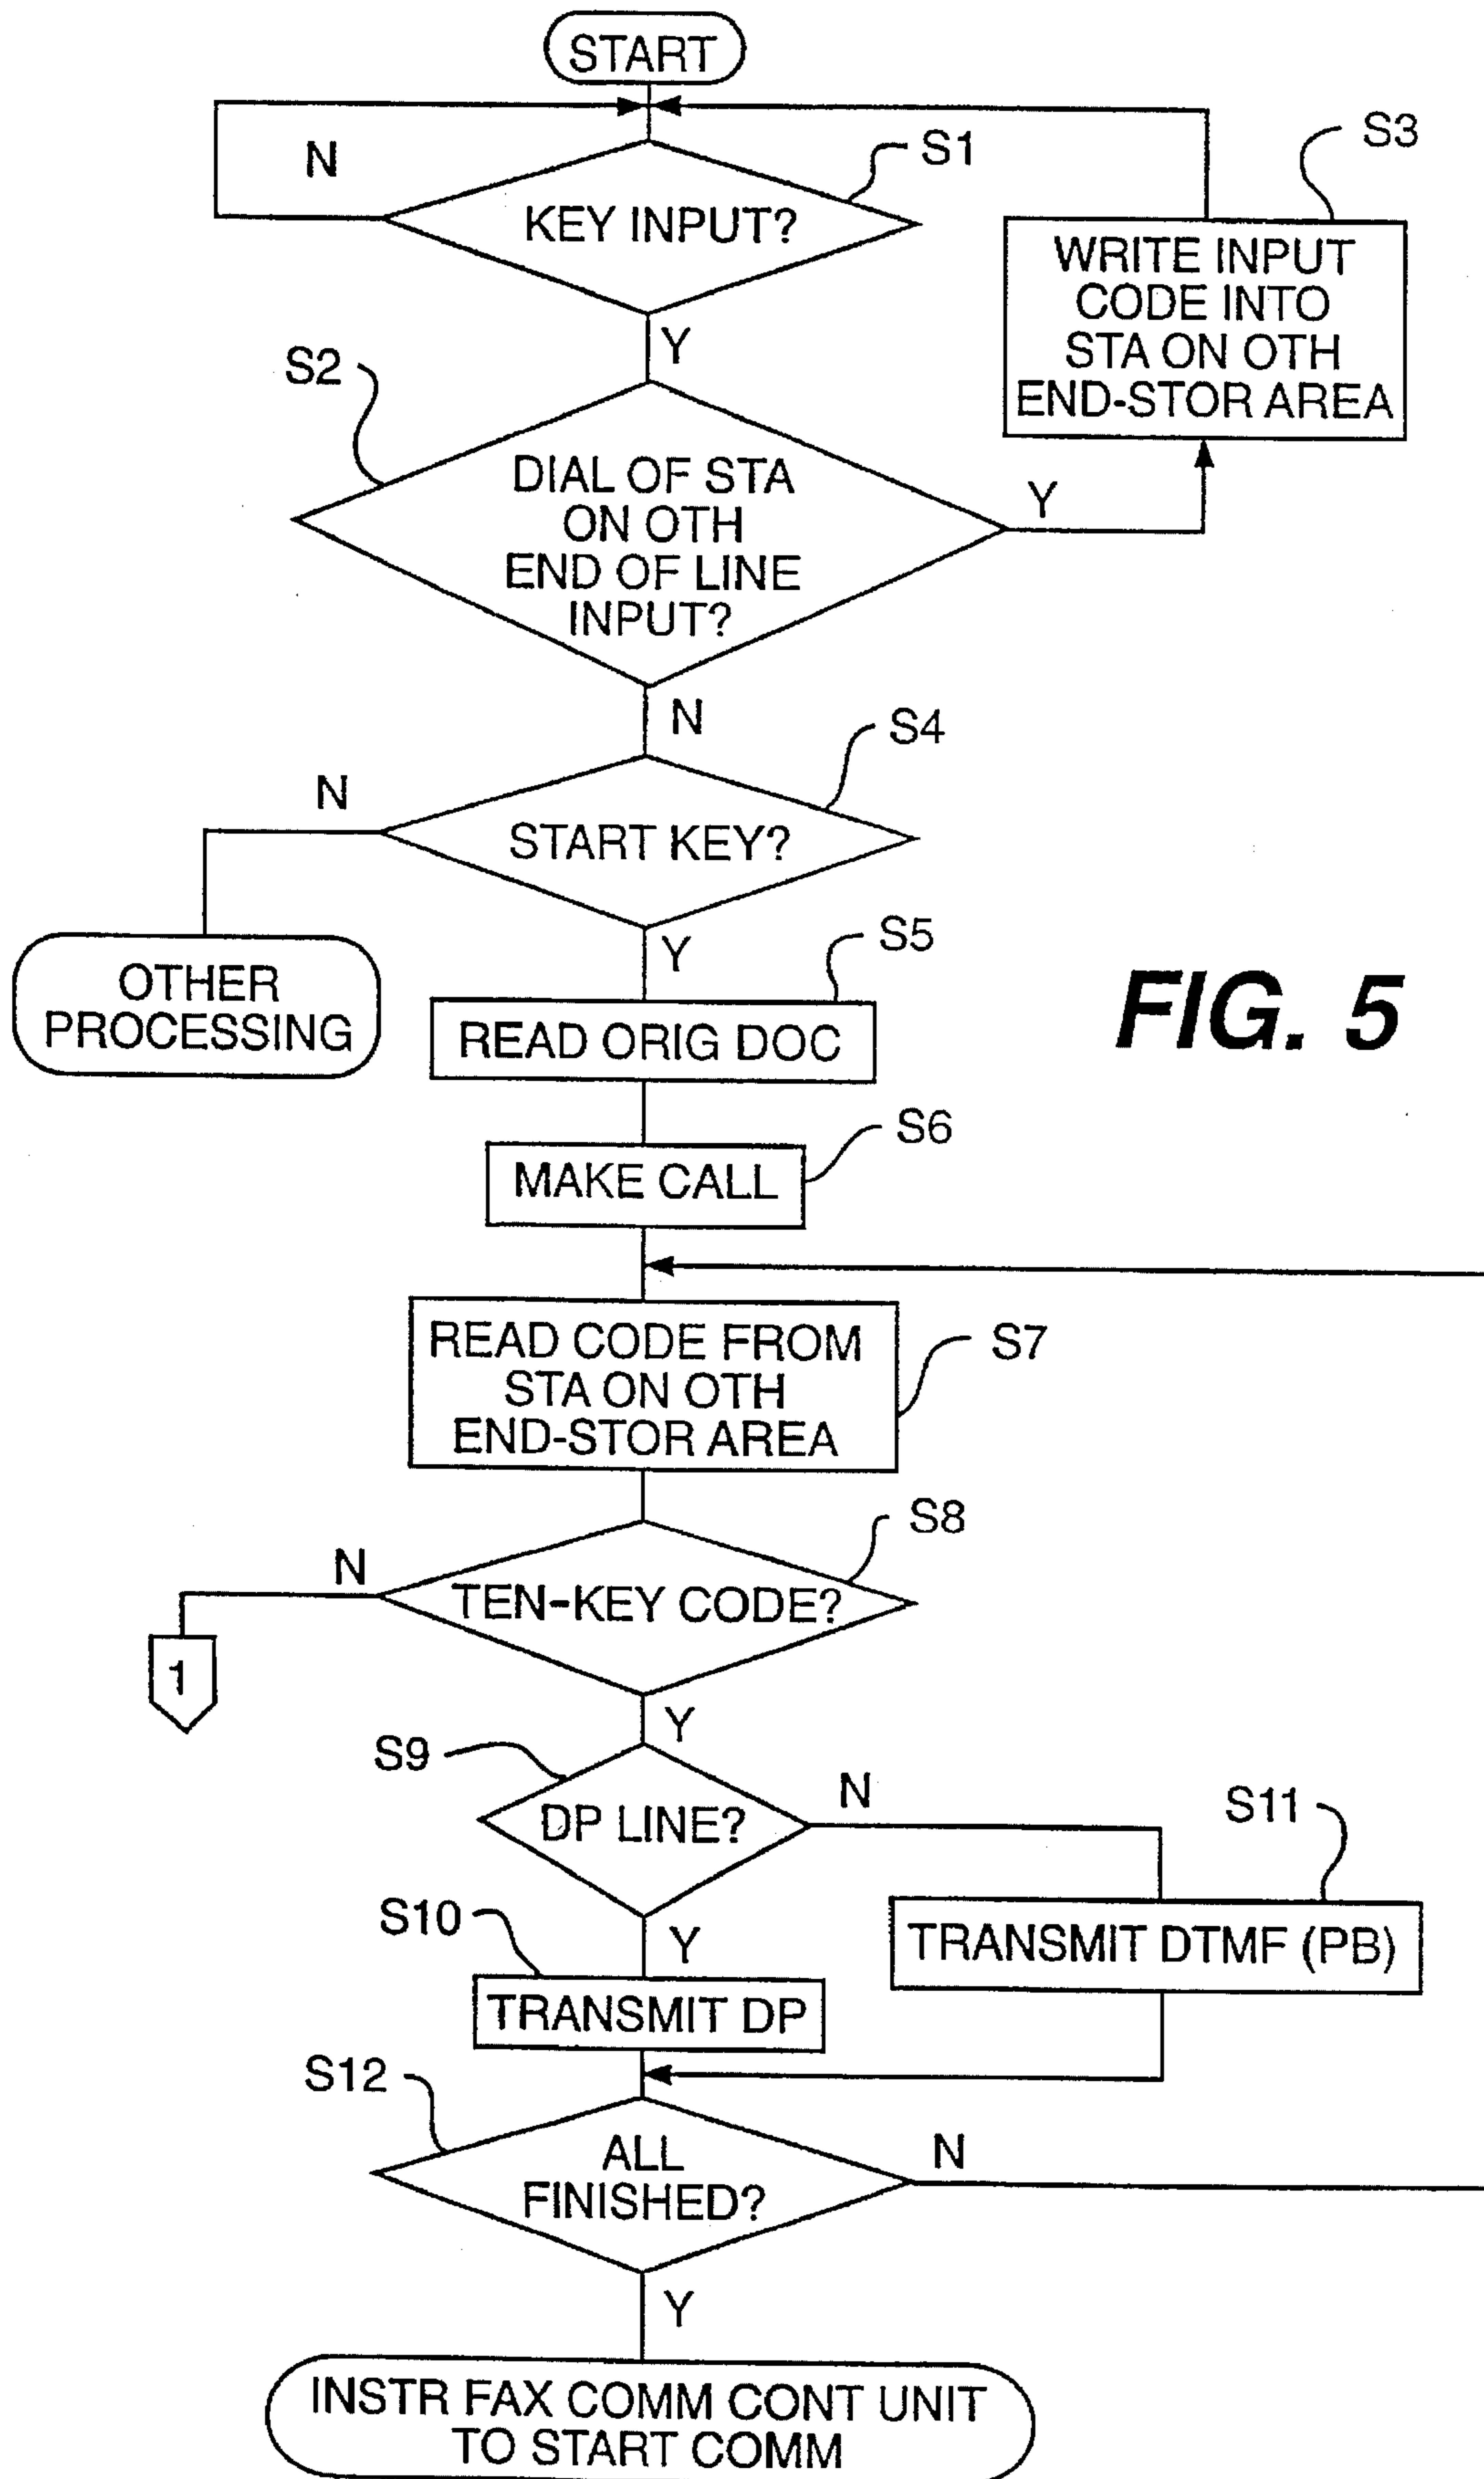 START
N
S1
S3
KEY INPUT?
WRITE INPUT
CODE INTO
STA ON OTH
END-STOR AREA
Y
S2
DIAL OF STA
ON OTH
END OF LINE
INPUT?
Y
N
S4
N
START KEY?
Y
S5
OTHER
PROCESSING
READ ORIG DOC
FIG. 5
S6
MAKE CALL
READ CODE FROM
STA ON OTH
END-STOR AREA
S7
S8
N
TEN-KEY CODE?
1
Y
S9
DP LINE?
N
S11
S10
Y
TRANSMIT DTMF (PB)
TRANSMIT DP
S12
ALL
FINISHED?
N
Y
INSTR FAX COMM CONT UNIT
TO START COMM